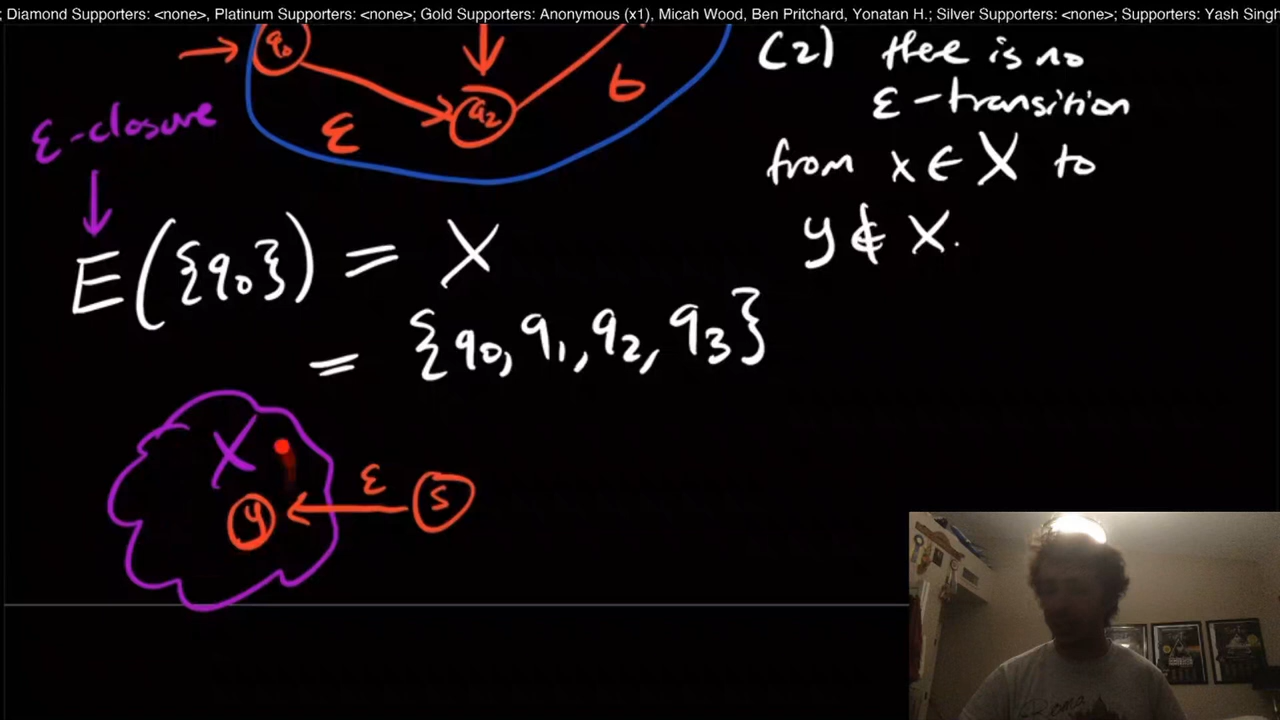 ; Diamond Supporters: <none>, Platinum Supporters: <none>; Gold Supporters: Anonymous (x1), Micah Wood, Ben Pritchard, Yonatan H.; Silver Supporters: <none>; Supporters: Yash Singh
q0
ε
q2
b
(2) thee is no
ε-transition
from x ∈ X to
y ∉ X.
ε-closure
E({q0}) = X
= {q0, q1, q2, q3}
X
y ε s